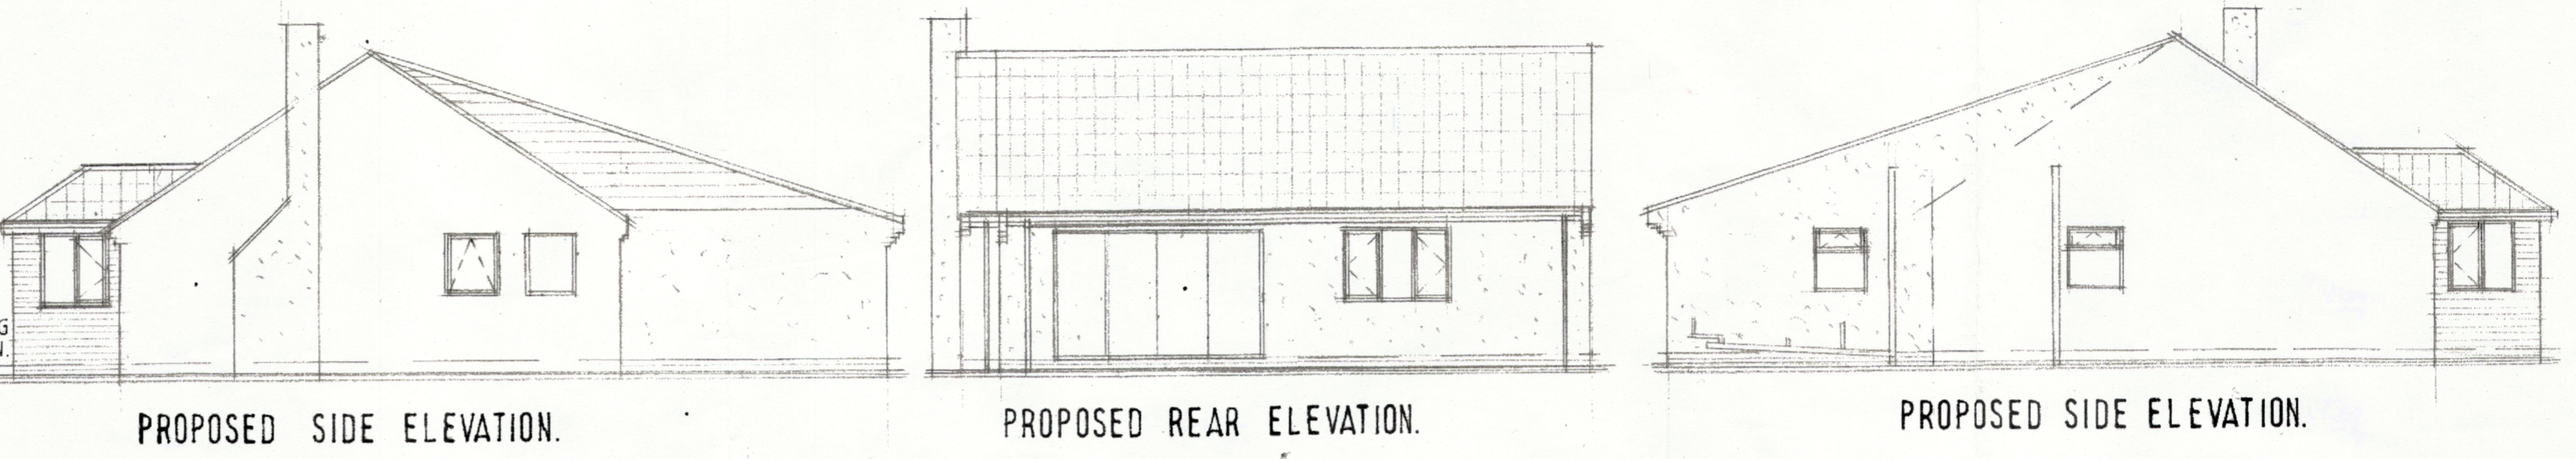 G
PROPOSED SIDE ELEVATION.
PROPOSED REAR ELEVATION.
PROPOSED SIDE ELEVATION.